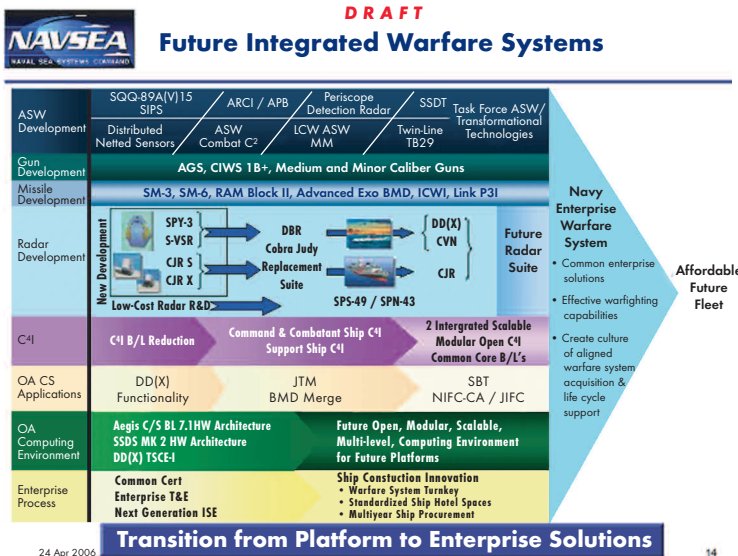 DRAFT
NAVSEA
NAVAL SEA SYSTEMS COMMAND
Future Integrated Warfare Systems
ASW
Development
SQQ-89A(V)15
SIPS
ARCI / APB
Periscope
Detection Radar
SSDT
Task Force ASW/
Transformational
Technologies
Distributed
Netted Sensors
ASW
Combat C²
LCW ASW
MM
Twin-Line
TB29
Gun
Development
AGS, CIWS 1B+, Medium and Minor Caliber Guns
Missile
Development
SM-3, SM-6, RAM Block II, Advanced Exo BMD, ICWI, Link P3I
Radar
Development
New Development
SPY-3
S-VSR
CJR S
CJR X
Low-Cost Radar R&D
DBR
Cobra Judy
Replacement
Suite
SPS-49 / SPN-43
DD(X)
CVN
CJR
Future
Radar
Suite
C⁴I
C⁴I B/L Reduction
Command & Combatant Ship C⁴I
Support Ship C⁴I
2 Intergrated Scalable
Modular Open C⁴I
Common Core B/L's
OA CS
Applications
DD(X)
Functionality
JTM
BMD Merge
SBT
NIFC-CA / JIFC
OA
Computing
Environment
Aegis C/S BL 7.1HW Architecture
SSDS MK 2 HW Architecture
DD(X) TSCE-I
Future Open, Modular, Scalable,
Multi-level, Computing Environment
for Future Platforms
Enterprise
Process
Common Cert
Enterprise T&E
Next Generation ISE
Ship Constuction Innovation
• Warfare System Turnkey
• Standardized Ship Hotel Spaces
• Multiyear Ship Procurement
Navy
Enterprise
Warfare
System
• Common enterprise
solutions
• Effective warfighting
capabilities
• Create culture
of aligned
warfare system
acquisition &
life cycle
support
Affordable
Future
Fleet
Transition from Platform to Enterprise Solutions
24 Apr 2006
14